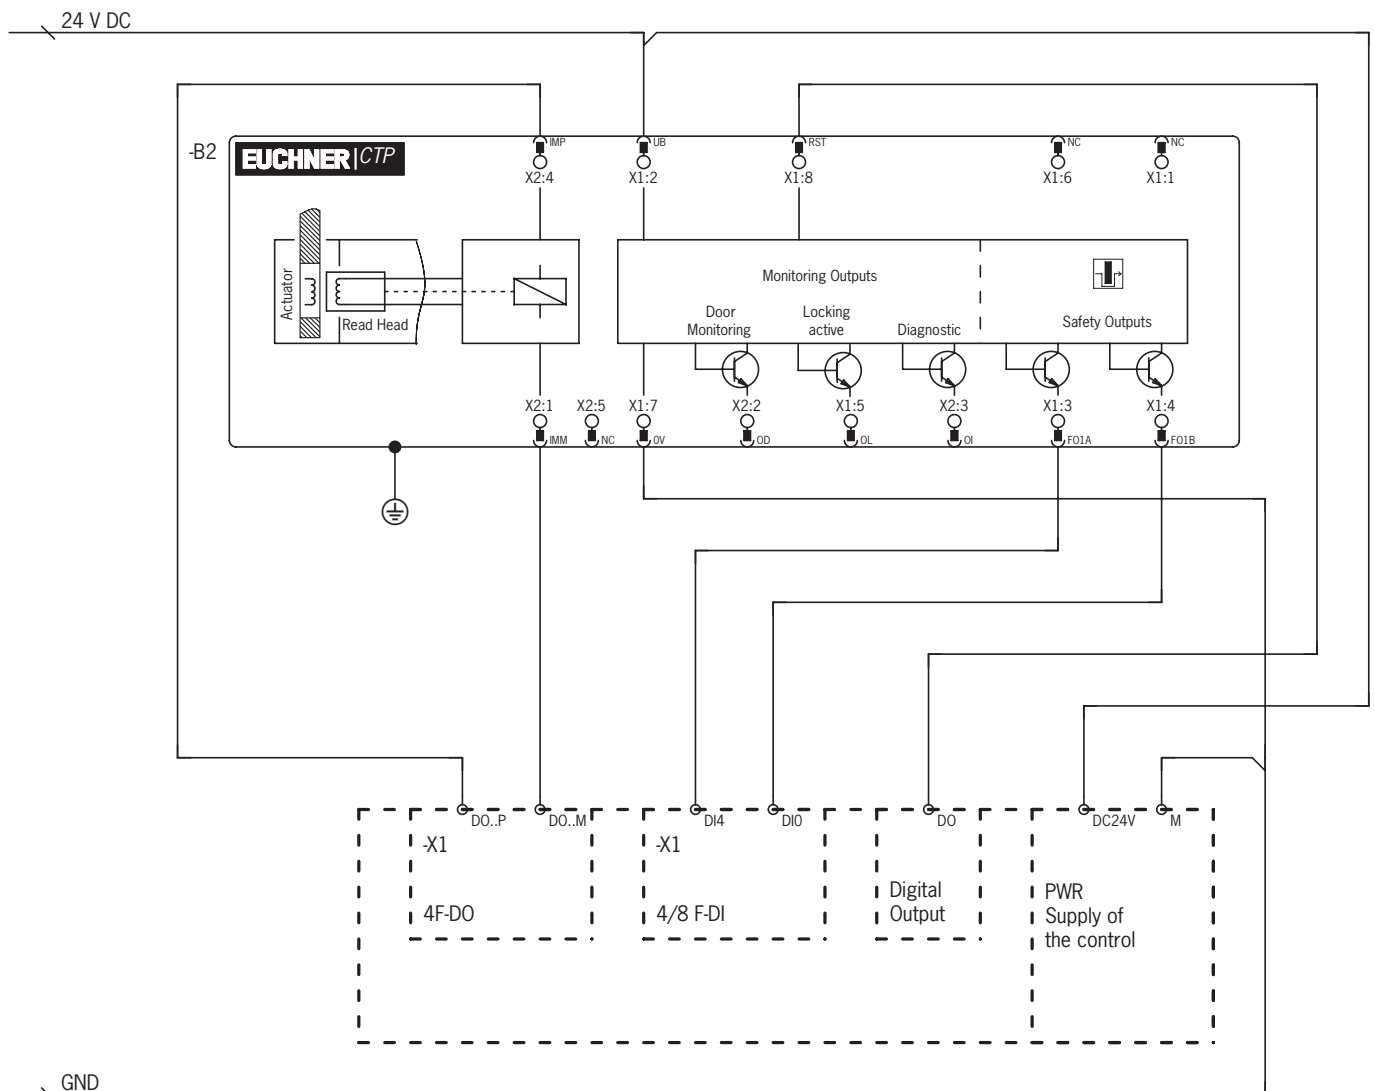 24 V DC
-B2
EUCHNER CTP
IMP
UB
RST
NC
NC
X2:4
X1:2
X1:8
X1:6
X1:1
Actuator
Read Head
Monitoring Outputs
Door
Monitoring
Locking
active
Diagnostic
Safety Outputs
X2:1
X2:5
X1:7
X2:2
X1:5
X2:3
X1:3
X1:4
IMM
NC
0V
OD
OL
OI
FO1A
FO1B
DO..P
DO..M
DI4
DI0
DO
DC24V
M
-X1
4F-DO
-X1
4/8 F-DI
Digital
Output
PWR
Supply of
the control
GND